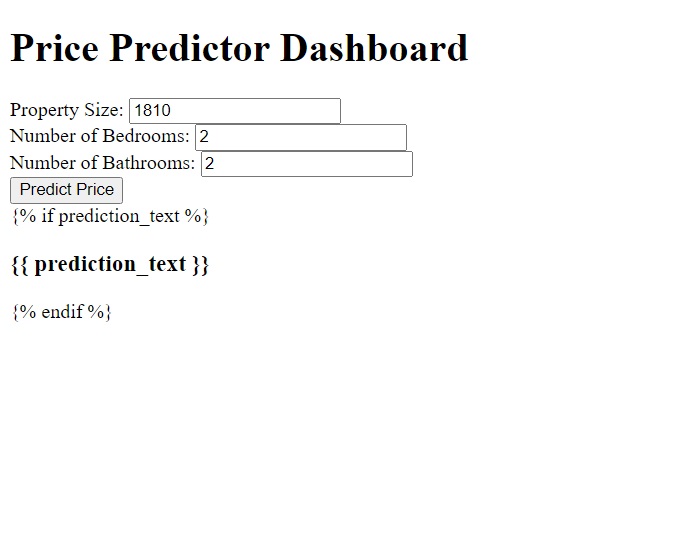 Price Predictor Dashboard
Property Size: 1810
Number of Bedrooms: 2
Number of Bathrooms: 2
Predict Price
{% if prediction_text %}
{{ prediction_text }}
{% endif %}